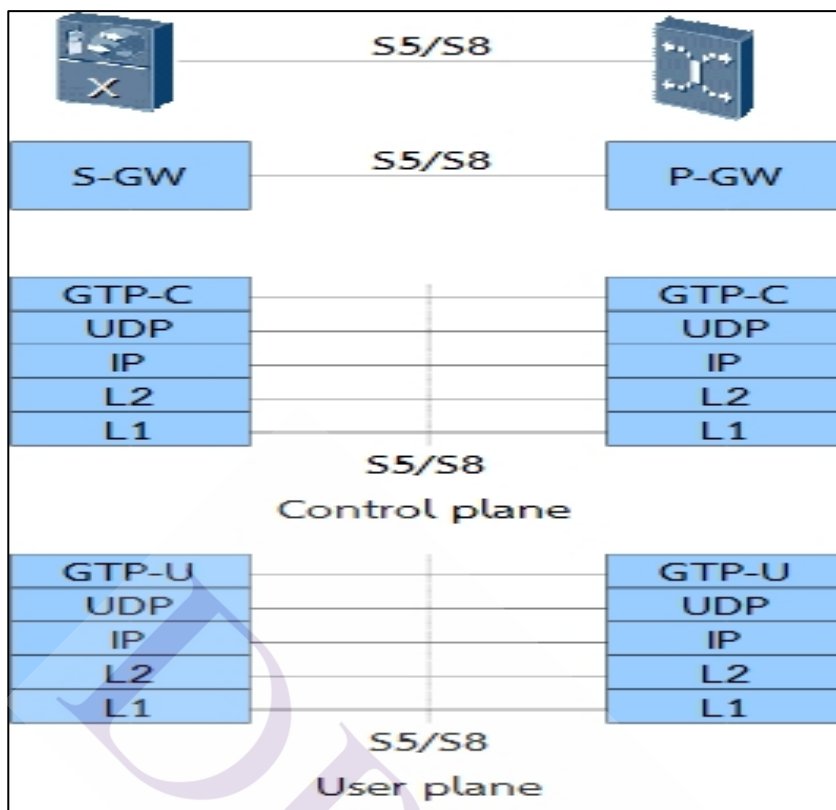 S5/S8
X
S-GW S5/S8 P-GW
GTP-C GTP-C
UDP UDP
IP IP
L2 L2
L1 L1
S5/S8
Control plane
GTP-U GTP-U
UDP UDP
IP IP
L2 L2
L1 L1
S5/S8
User plane